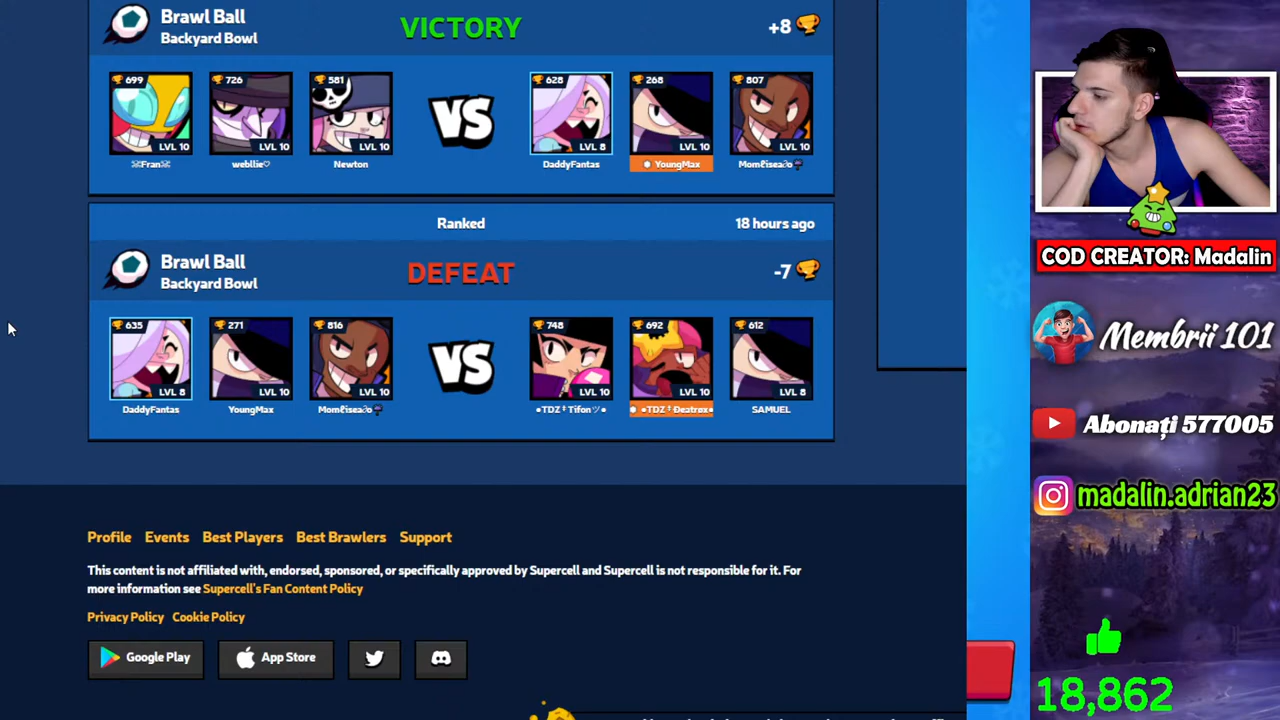 Brawl Ball
Backyard Bowl
VICTORY
+8
699
726
581
VS
628
268
807
LVL 10
LVL 10
LVL 10
LVL 8
LVL 10
LVL 10
☠Fran☠
webllie♡
Newton
DaddyFantas
YoungMax
Ranked
18 hours ago
Brawl Ball
Backyard Bowl
DEFEAT
-7
635
271
816
VS
748
692
612
LVL 8
LVL 10
LVL 10
LVL 10
LVL 10
LVL 8
DaddyFantas
YoungMax
SAMUEL
Profile
Events
Best Players
Best Brawlers
Support
This content is not affiliated with, endorsed, sponsored, or specifically approved by Supercell and Supercell is not responsible for it. For
more information see Supercell's Fan Content Policy
Privacy Policy
Cookie Policy
Google Play
App Store
COD CREATOR: Madalin
Membrii 101
Abonați 577005
madalin.adrian23
18,862